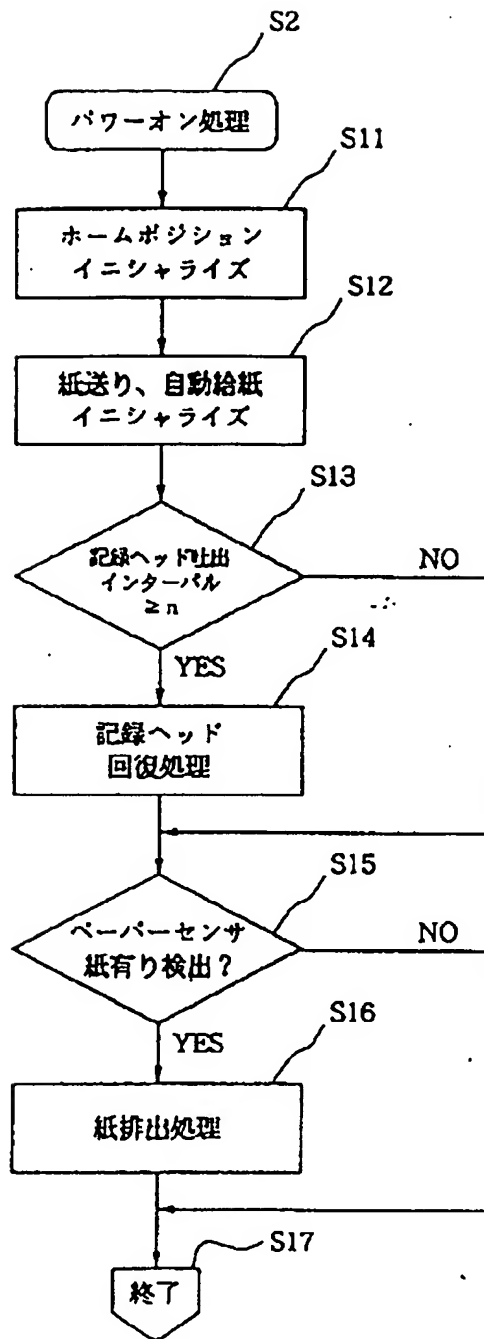 S2
パワーオン処理
S11
ホームポジション
イニシャライズ
S12
紙送り、自動給紙
イニシャライズ
S13
記録ヘッド吐出
インターバル
≥n
NO
YES
S14
記録ヘッド
回復処理
S15
ペーパーセンサ
紙有り検出?
NO
YES
S16
紙排出処理
S17
終了